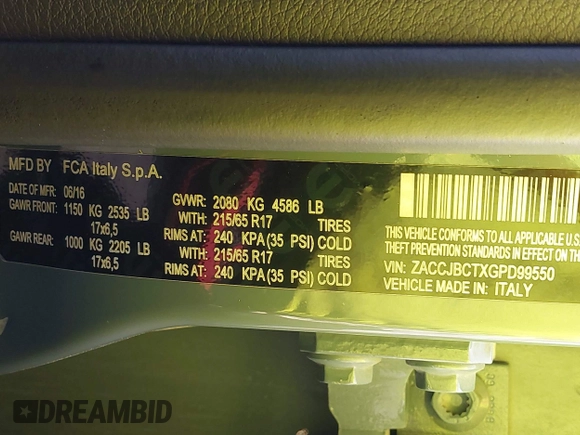 MFD BY FCA Italy S.p.A.
DATE OF MFR: 06/16
GAWR FRONT: 1150 KG 2535 LB
17x6,5
GAWR REAR: 1000 KG 2205 LB
17x6,5
GVWR: 2080 KG 4586 LB
WITH: 215/65 R17 TIRES
RIMS AT: 240 KPA (35 PSI) COLD
WITH: 215/65 R17 TIRES
RIMS AT: 240 KPA (35 PSI) COLD
THIS VEHICLE CONFORMS TO ALL APPLICABLE U.S.
THEFT PREVENTION STANDARDS IN EFFECT ON
VIN: ZACCJBCTXGPD99550
VEHICLE MADE IN: ITALY
DREAMBID